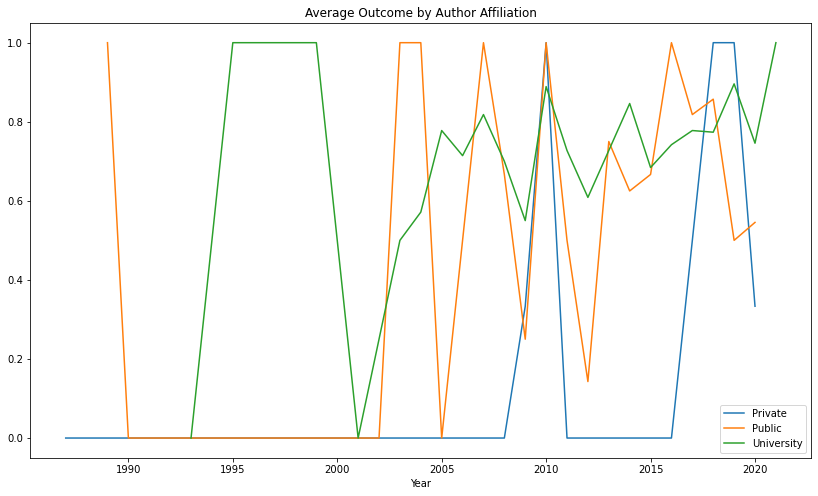 Average Outcome by Author Affiliation
1.0
0.8
0.6
0.4
0.2
0.0
1990 1995 2000 2005 2010 2015 2020
Year
Private
Public
University